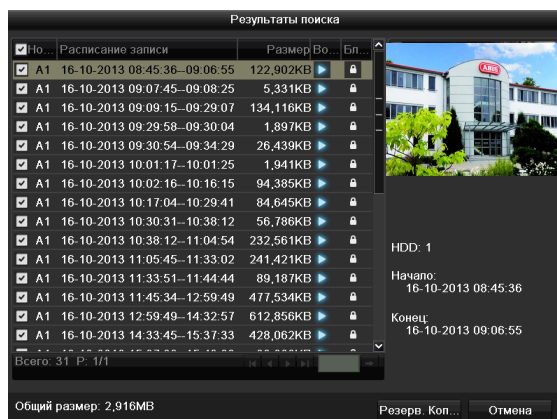 Результаты поиска
Но... Расписание записи Размер Во... Бл...
A1 16-10-2013 08:45:36--09:06:55 122,902KB
A1 16-10-2013 09:07:45--09:08:25 5,331KB
A1 16-10-2013 09:09:15--09:29:07 134,116KB
A1 16-10-2013 09:29:58--09:30:04 1,897KB
A1 16-10-2013 09:30:54--09:34:29 26,439KB
A1 16-10-2013 10:01:17--10:01:25 1,941KB
A1 16-10-2013 10:02:16--10:16:15 94,385KB
A1 16-10-2013 10:17:04--10:29:41 84,645KB
A1 16-10-2013 10:30:31--10:38:12 56,786KB
A1 16-10-2013 10:38:12--11:04:54 232,561KB
A1 16-10-2013 11:05:45--11:33:02 241,421KB
A1 16-10-2013 11:33:51--11:44:44 89,187KB
A1 16-10-2013 11:45:34--12:59:49 477,534KB
A1 16-10-2013 12:59:49--14:32:57 612,856KB
A1 16-10-2013 14:33:45--15:37:33 428,062KB
Всего: 31 P: 1/1
ABUS
HDD: 1
Начало:
16-10-2013 08:45:36
Конец:
16-10-2013 09:06:55
Общий размер: 2,916MB
Резерв. Коп... Отмена